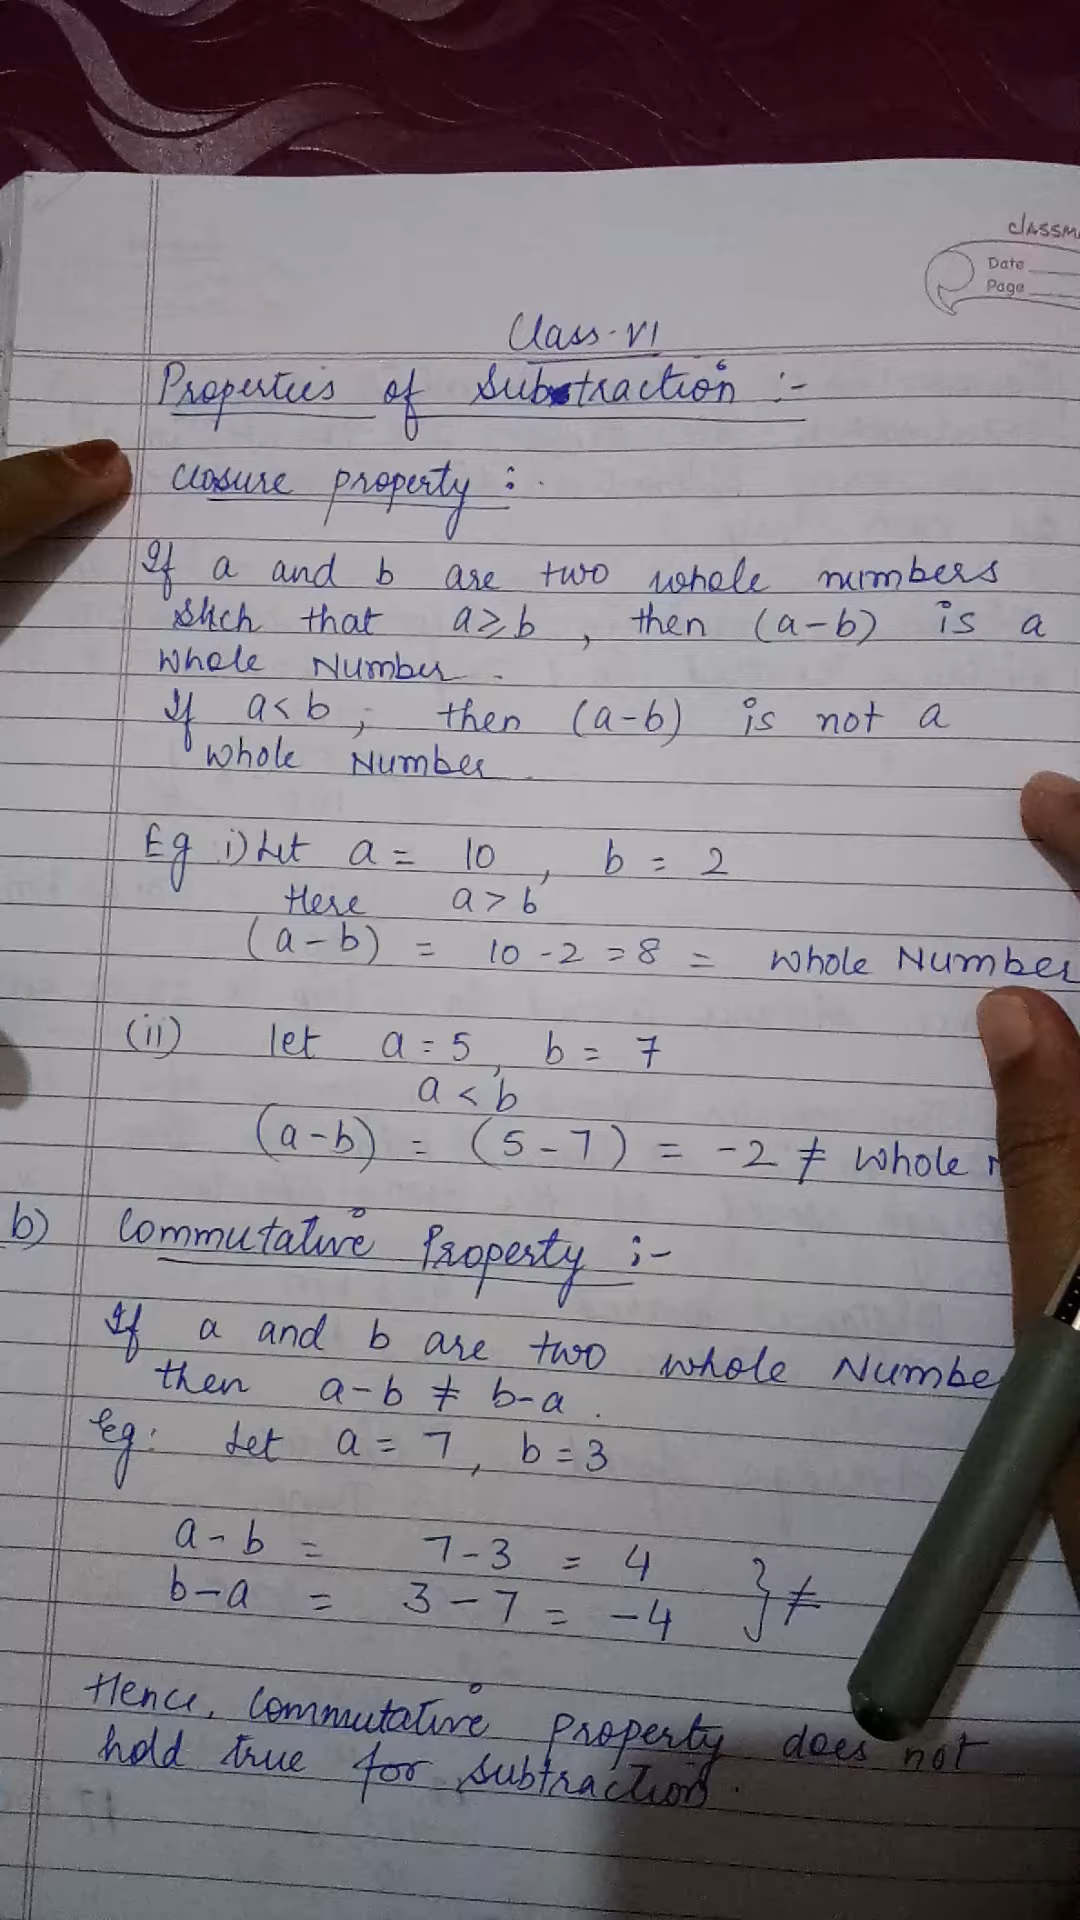 classm
Date
Page
Class-VI
Properties of Subtraction :-
Closure property :.
If a and b are two whole numbers
such that a ≥ b , then (a-b) is a
whole Number .
If a < b , then (a-b) is not a
whole Number .
Eg i) Let a = 10 , b = 2
Here a > b
(a-b) = 10 - 2 = 8 = whole Number
(ii) let a = 5, b = 7
a < b
(a-b) = (5-7) = -2 ≠ whole
b) Commutative Property :-
If a and b are two whole Numbe
then a-b ≠ b-a .
Eg: Let a = 7, b = 3
a-b = 7-3 = 4
b-a = 3-7 = -4 } ≠
Hence, Commutative Property does not
hold true for subtraction.